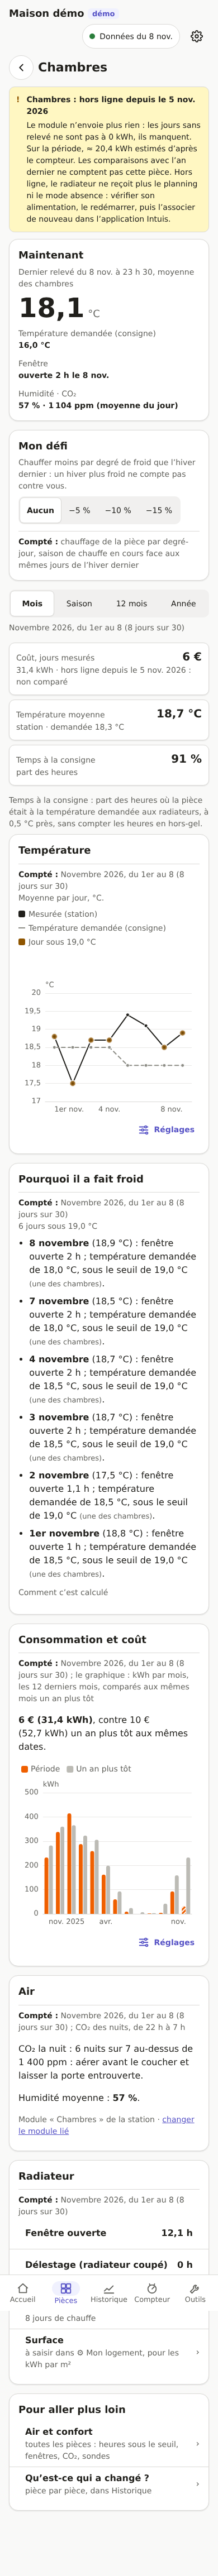 Maison démo démo
Données du 8 nov.
Chambres
! Chambres : hors ligne depuis le 5 nov.
2026
Le module n’envoie plus rien : les jours sans
relevé ne sont pas à 0 kWh, ils manquent.
Sur la période, ≈ 20,4 kWh estimés d’après
le compteur. Les comparaisons avec l’an
dernier ne comptent pas cette pièce. Hors
ligne, le radiateur ne reçoit plus le planning
ni le mode absence : vérifier son
alimentation, le redémarrer, puis l’associer
de nouveau dans l’application Intuis.
Maintenant
Dernier relevé du 8 nov. à 23 h 30, moyenne
des chambres
18,1 °C
Température demandée (consigne)
16,0 °C
Fenêtre
ouverte 2 h le 8 nov.
Humidité · CO₂
57 % · 1 104 ppm (moyenne du jour)
Mon défi
Chauffer moins par degré de froid que l’hiver
dernier : un hiver plus froid ne compte pas
contre vous.
Aucun −5 % −10 % −15 %
Compté : chauffage de la pièce par degré-
jour, saison de chauffe en cours face aux
mêmes jours de l’hiver dernier
Mois Saison 12 mois Année
Novembre 2026, du 1er au 8 (8 jours sur 30)
Coût, jours mesurés 6 €
31,4 kWh · hors ligne depuis le 5 nov. 2026 :
non comparé
Température moyenne 18,7 °C
station · demandée 18,3 °C
Temps à la consigne 91 %
part des heures
Temps à la consigne : part des heures où la pièce
était à la température demandée aux radiateurs, à
0,5 °C près, sans compter les heures en hors-gel.
Température
Compté : Novembre 2026, du 1er au 8 (8
jours sur 30)
Moyenne par jour, °C.
Mesurée (station)
Température demandée (consigne)
Jour sous 19,0 °C
°C
20
19,5
19
18,5
18
17,5
17
1er nov. 4 nov. 8 nov.
Réglages
Pourquoi il a fait froid
Compté : Novembre 2026, du 1er au 8 (8
jours sur 30)
6 jours sous 19,0 °C
• 8 novembre (18,9 °C) : fenêtre
ouverte 2 h ; température demandée
de 18,0 °C, sous le seuil de 19,0 °C
(une des chambres).
• 7 novembre (18,5 °C) : fenêtre
ouverte 2 h ; température demandée
de 18,0 °C, sous le seuil de 19,0 °C
(une des chambres).
• 4 novembre (18,7 °C) : fenêtre
ouverte 2 h ; température demandée
de 18,5 °C, sous le seuil de 19,0 °C
(une des chambres).
• 3 novembre (18,7 °C) : fenêtre
ouverte 2 h ; température demandée
de 18,5 °C, sous le seuil de 19,0 °C
(une des chambres).
• 2 novembre (17,5 °C) : fenêtre
ouverte 1,1 h ; température
demandée de 18,5 °C, sous le seuil
de 19,0 °C (une des chambres).
• 1er novembre (18,8 °C) : fenêtre
ouverte 1 h ; température demandée
de 18,5 °C, sous le seuil de 19,0 °C
(une des chambres).
Comment c’est calculé
Consommation et coût
Compté : Novembre 2026, du 1er au 8 (8
jours sur 30) ; le graphique : kWh par mois,
les 12 derniers mois, comparés aux mêmes
mois un an plus tôt
6 € (31,4 kWh), contre 10 €
(52,7 kWh) un an plus tôt aux mêmes
dates.
Période Un an plus tôt
kWh
500
400
300
200
100
0
nov. 2025 avr. nov.
Réglages
Air
Compté : Novembre 2026, du 1er au 8 (8
jours sur 30) ; CO₂ des nuits, de 22 h à 7 h
CO₂ la nuit : 6 nuits sur 7 au-dessus de
1 400 ppm : aérer avant le coucher et
laisser la porte entrouverte.
Humidité moyenne : 57 %.
Module « Chambres » de la station · changer
le module lié
Radiateur
Compté : Novembre 2026, du 1er au 8 (8
jours sur 30)
Fenêtre ouverte 12,1 h
Délestage (radiateur coupé) 0 h
Accueil Pièces Historique Compteur Outils
8 jours de chauffe
Surface
à saisir dans ⚙ Mon logement, pour les
kWh par m²
Pour aller plus loin
Air et confort
toutes les pièces : heures sous le seuil,
fenêtres, CO₂, sondes
Qu’est-ce qui a changé ?
pièce par pièce, dans Historique